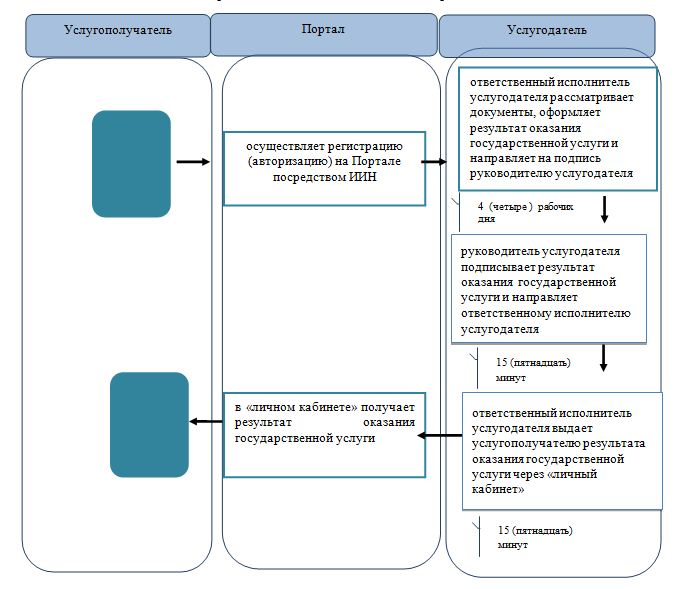 Услугополучатель
Портал
Услугодатель
осуществляет регистрацию
(авторизацию) на Портале
посредством ИИН
ответственный исполнитель
услугодателя рассматривает
документы, оформляет
результат оказания
государственной услуги и
направляет на подпись
руководителю услугодателя
4 (четыре ) рабочих
дня
руководитель услугодателя
подписывает результат
оказания государственной
услуги и направляет
ответственному исполнителю
услугодателя
15 (пятнадцать)
минут
ответственный исполнитель
услугодателя выдает
услугополучателю результата
оказания государственной
услуги через «личный
кабинет»
15 (пятнадцать)
минут
в «личном кабинете» получает
результат оказания
государственной услуги